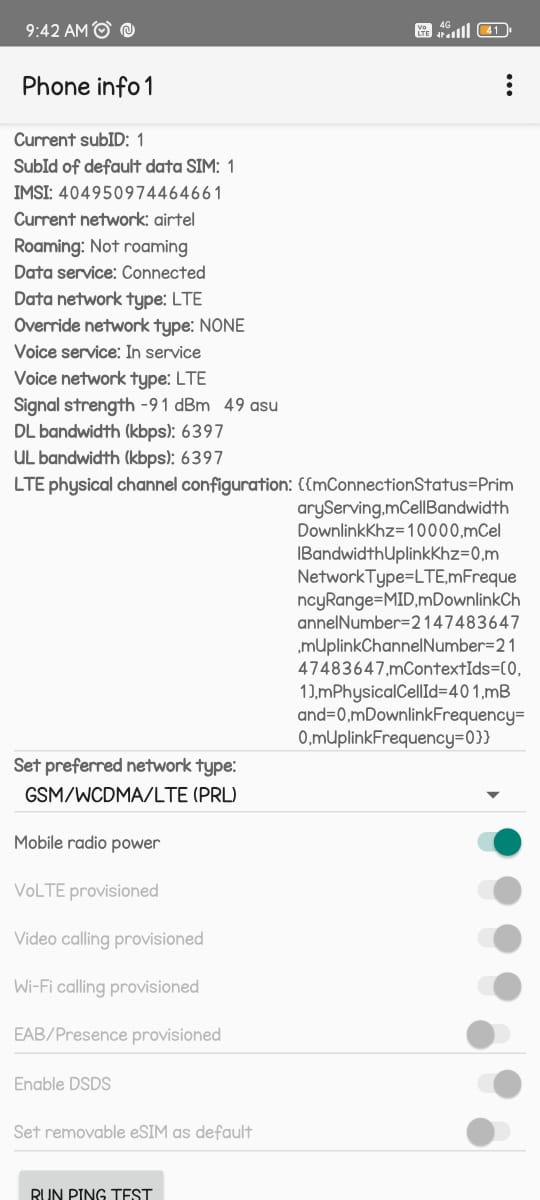 9:42 AM
Vo LTE 4G 41
Phone info1
Current subID: 1
SubId of default data SIM: 1
IMSI: 404950974464661
Current network: airtel
Roaming: Not roaming
Data service: Connected
Data network type: LTE
Override network type: NONE
Voice service: In service
Voice network type: LTE
Signal strength -91 dBm 49 asu
DL bandwidth (kbps): 6397
UL bandwidth (kbps): 6397
LTE physical channel configuration: {{mConnectionStatus=Prim
aryServing,mCellBandwidth
DownlinkKhz=10000,mCel
lBandwidthUplinkKhz=0,m
NetworkType=LTE,mFreque
ncyRange=MID,mDownlinkCh
annelNumber=2147483647
,mUplinkChannelNumber=21
47483647,mContextIds=[0,
1],mPhysicalCellId=401,mB
and=0,mDownlinkFrequency=
0,mUplinkFrequency=0}}
Set preferred network type:
GSM/WCDMA/LTE (PRL)
Mobile radio power
VoLTE provisioned
Video calling provisioned
Wi-Fi calling provisioned
EAB/Presence provisioned
Enable DSDS
Set removable eSIM as default
RUN PING TEST